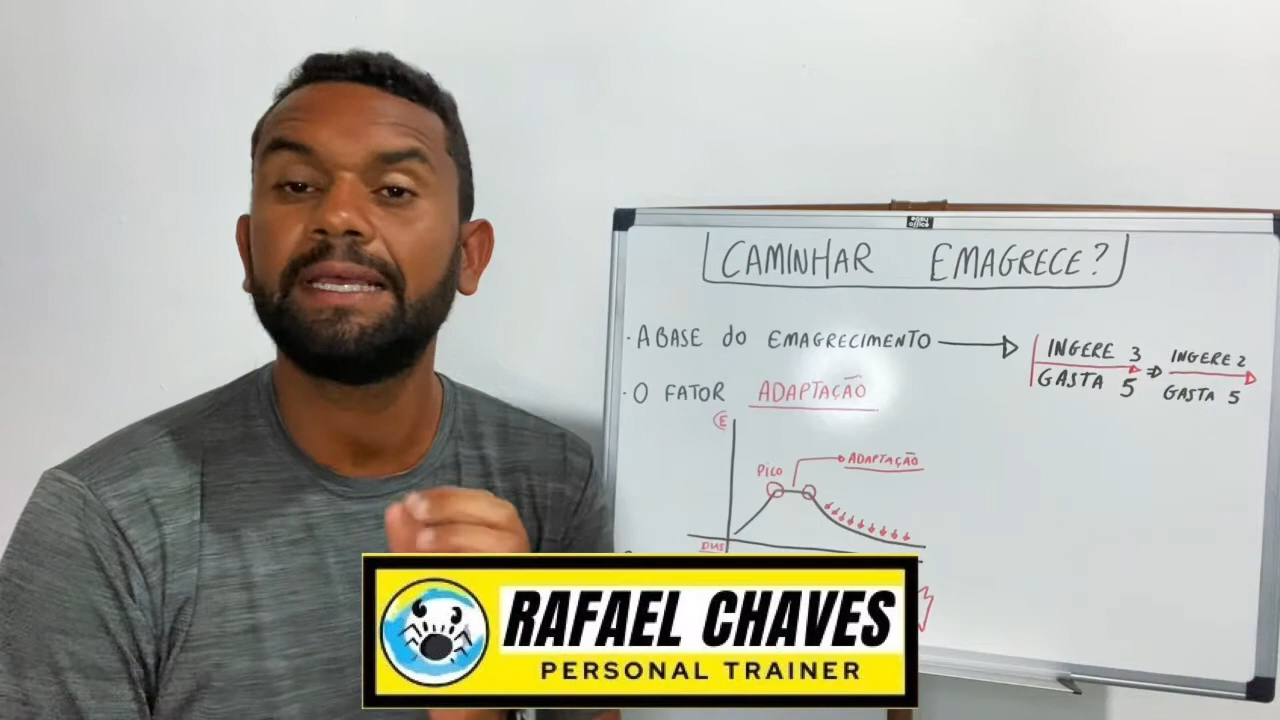 CAMINHAR EMAGRECE?
· A BASE do EMAGRECIMENTO
INGERE 3
GASTA 5
INGERE 2
GASTA 5
· O FATOR ADAPTAÇÃO
E
PICO
ADAPTAÇÃO
DIAS
RAFAEL CHAVES
PERSONAL TRAINER